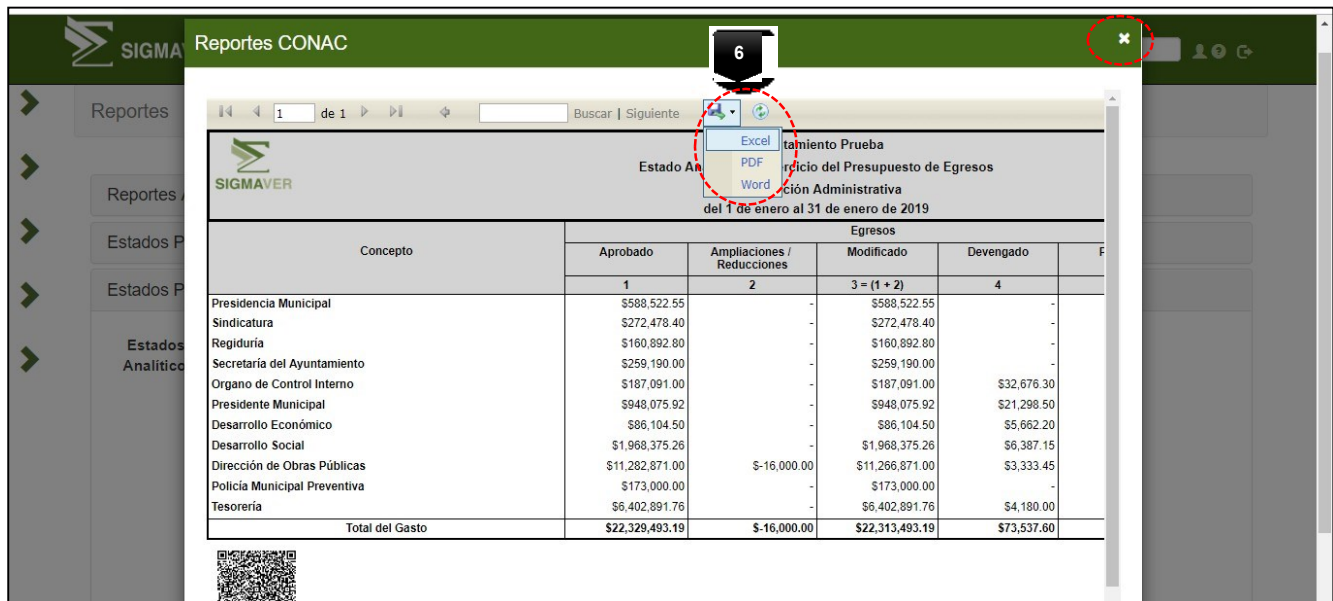 SIGMA
Reportes CONAC
6
Reportes
1 de 1 Buscar | Siguiente
Excel
PDF
Word
SIGMAVER
tamiento Prueba
Estado An rcicio del Presupuesto de Egresos
ción Administrativa
del 1 de enero al 31 de enero de 2019
Reportes
Estados P
Estados P
Estados
Analítico
Egresos
Concepto Aprobado Ampliaciones / Reducciones Modificado Devengado P
1 2 3 = (1 + 2) 4
Presidencia Municipal $588,522.55 - $588,522.55 -
Sindicatura $272,478.40 - $272,478.40 -
Regiduría $160,892.80 - $160,892.80 -
Secretaría del Ayuntamiento $259,190.00 - $259,190.00 -
Organo de Control Interno $187,091.00 - $187,091.00 $32,676.30
Presidente Municipal $948,075.92 - $948,075.92 $21,298.50
Desarrollo Económico $86,104.50 - $86,104.50 $5,662.20
Desarrollo Social $1,968,375.26 - $1,968,375.26 $6,387.15
Dirección de Obras Públicas $11,282,871.00 $-16,000.00 $11,266,871.00 $3,333.45
Policía Municipal Preventiva $173,000.00 - $173,000.00 -
Tesorería $6,402,891.76 - $6,402,891.76 $4,180.00
Total del Gasto $22,329,493.19 $-16,000.00 $22,313,493.19 $73,537.60